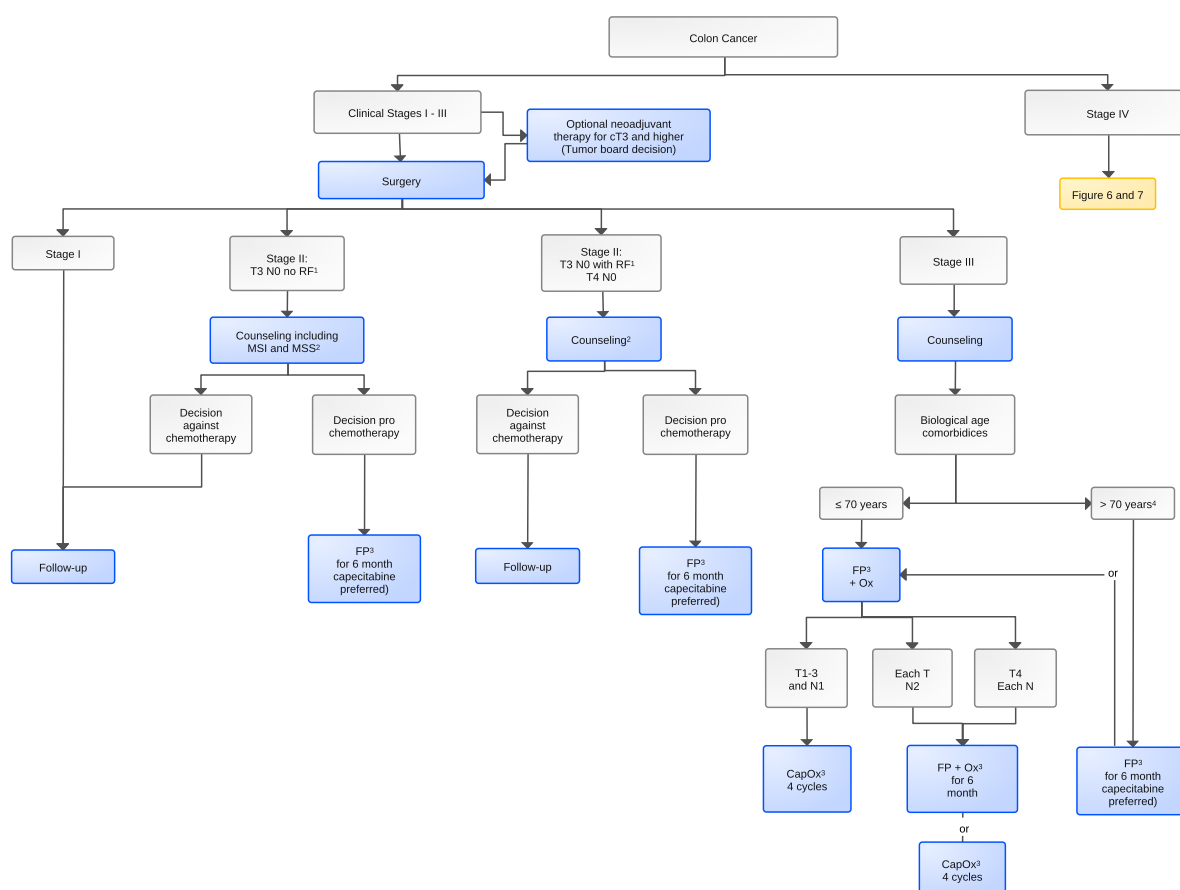 Colon Cancer
Clinical Stages I - III
Optional neoadjuvant
therapy for cT3 and higher
(Tumor board decision)
Stage IV
Surgery
Figure 6 and 7
Stage I
Stage II:
T3 N0 no RF¹
Stage II:
T3 N0 with RF¹
T4 N0
Stage III
Counseling including
MSI and MSS²
Counseling²
Counseling
Decision
against
chemotherapy
Decision pro
chemotherapy
Decision
against
chemotherapy
Decision pro
chemotherapy
Biological age
comorbidices
≤ 70 years
> 70 years⁴
Follow-up
FP³
for 6 month
capecitabine
preferred)
Follow-up
FP³
for 6 month
capecitabine
preferred)
FP³
+ Ox
or
T1-3
and N1
Each T
N2
T4
Each N
CapOx³
4 cycles
FP + Ox³
for 6
month
FP³
for 6 month
capecitabine
preferred)
or
CapOx³
4 cycles